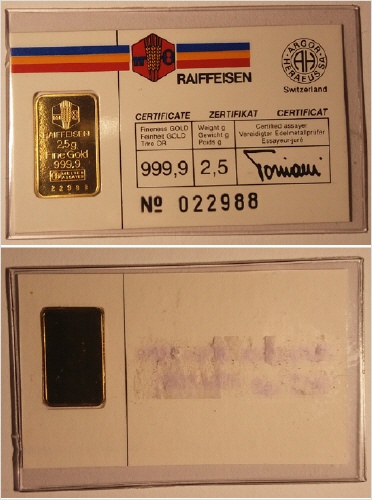 RAIFFEISEN
ARGOR
HERAEUS SA
AH
Switzerland
CERTIFICATE ZERTIFIKAT CERTIFICAT
Fineness GOLD
Feinheit GOLD
Titre OR
Weight g
Gewicht g
Poids g
Certified assayer
Vereidigter Edelmetallprüfer
Essayeur-juré
999,9
2,5
№ 022988
RAIFFEISEN
2,5g
Fine Gold
999,9
22988